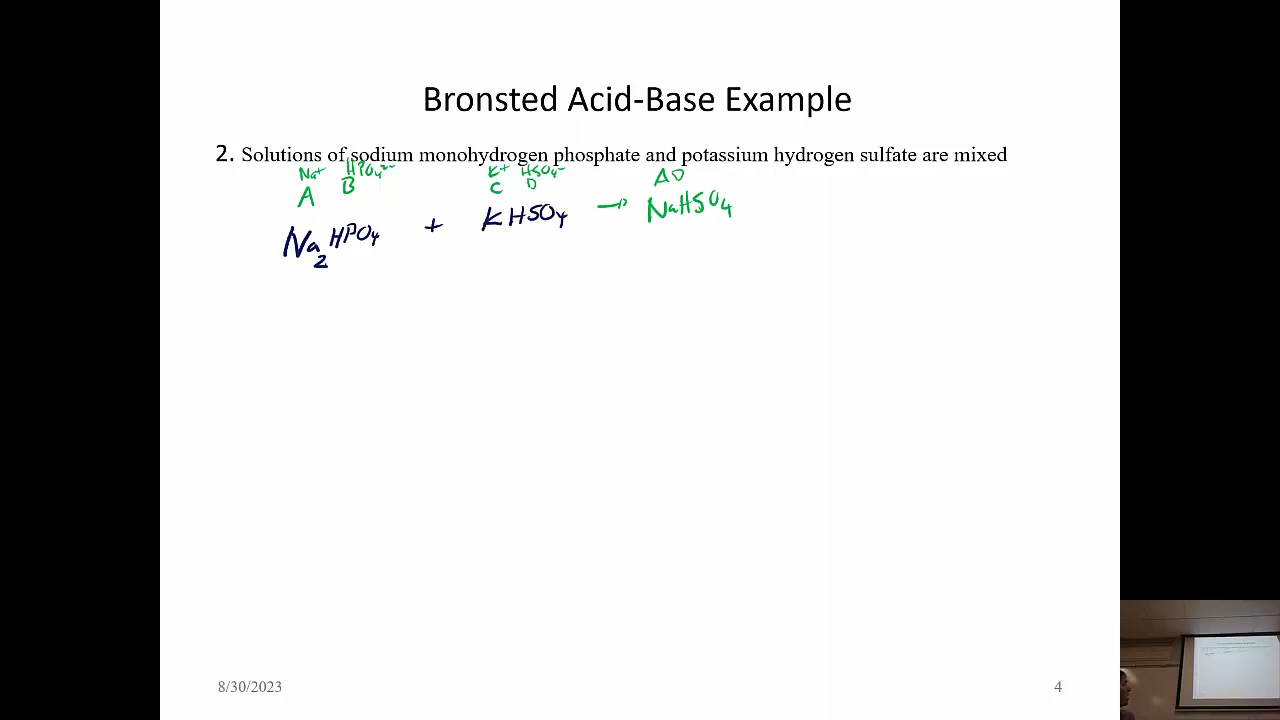 Bronsted Acid-Base Example
2. Solutions of sodium monohydrogen phosphate and potassium hydrogen sulfate are mixed
Na⁺ HPO₄²⁻ K⁺ HSO₄⁻
A B C D AD
Na₂HPO₄ + KHSO₄ → NaHSO₄
8/30/2023
4